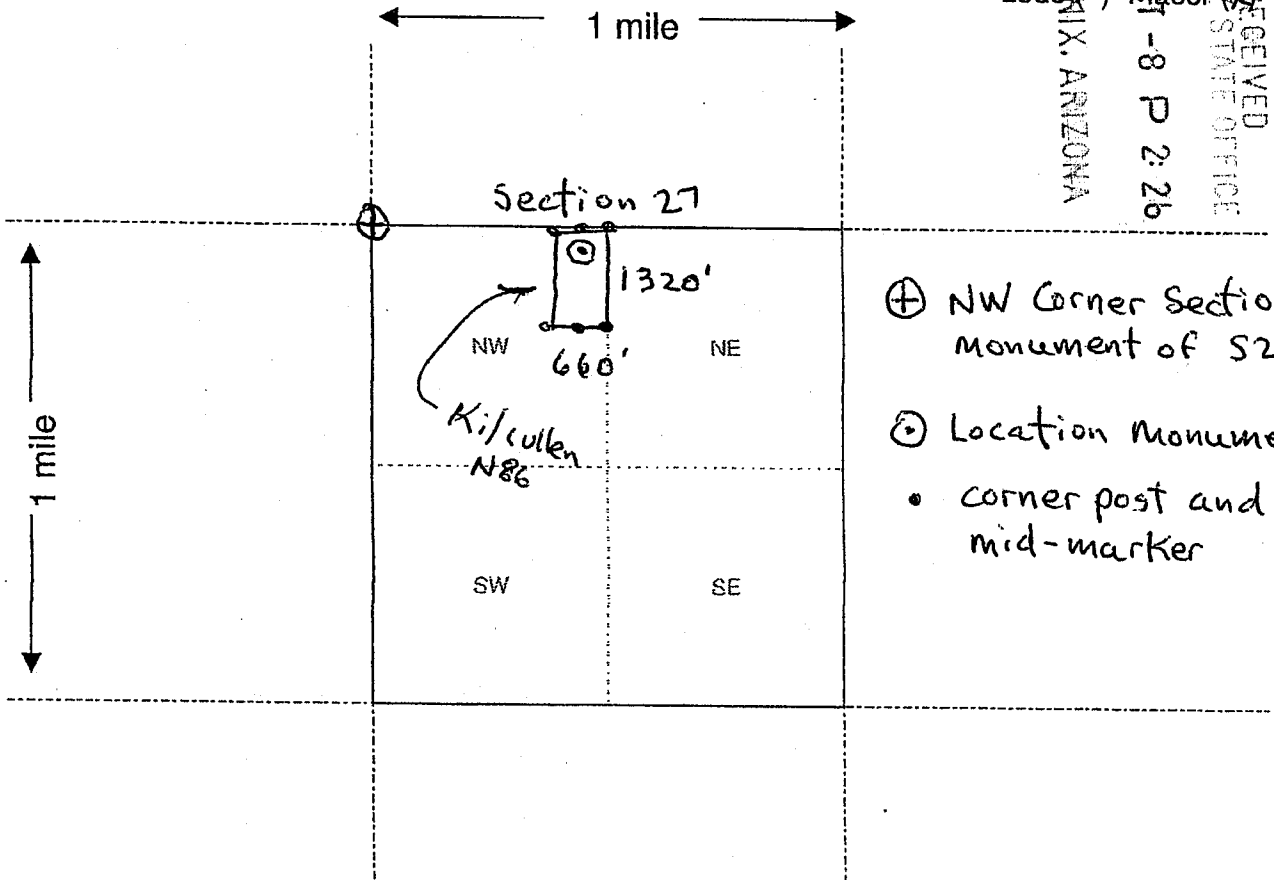 1 mile
RECEIVED
STATE OFFICE
-8 P 2:26
NIX, ARIZONA
Section 27
1320'
NW
NE
660'
Kilcullen
N86
1 mile
SW
SE
⊕ NW Corner Sectio
monument of S2
⊙ Location Monume
• corner post and
mid-marker